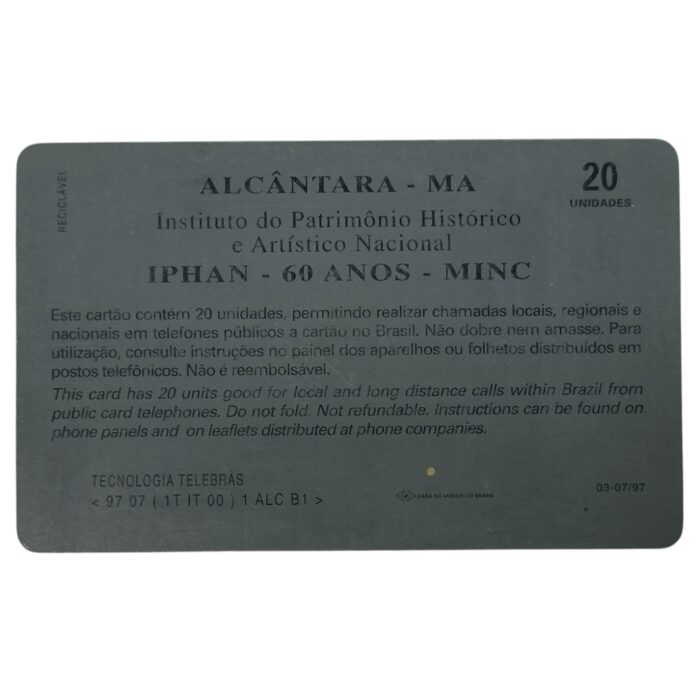 RECICLÁVEL
ALCÂNTARA - MA
20
UNIDADES
Instituto do Patrimônio Histórico
e Artístico Nacional
IPHAN - 60 ANOS - MINC
Este cartão contém 20 unidades, permitindo realizar chamadas locais, regionais e
nacionais em telefones públicos a cartão no Brasil. Não dobre nem amasse. Para
utilização, consulte instruções no painel dos aparelhos ou folhetos distribuídos em
postos telefônicos. Não é reembolsável.
This card has 20 units good for local and long distance calls within Brazil from
public card telephones. Do not fold. Not refundable. Instructions can be found on
phone panels and on leaflets distributed at phone companies.
TECNOLOGIA TELEBRÁS
< 97 07 ( 1T IT 00 ) 1 ALC B1 >
CASA DA MOEDA DO BRASIL
03-07/97